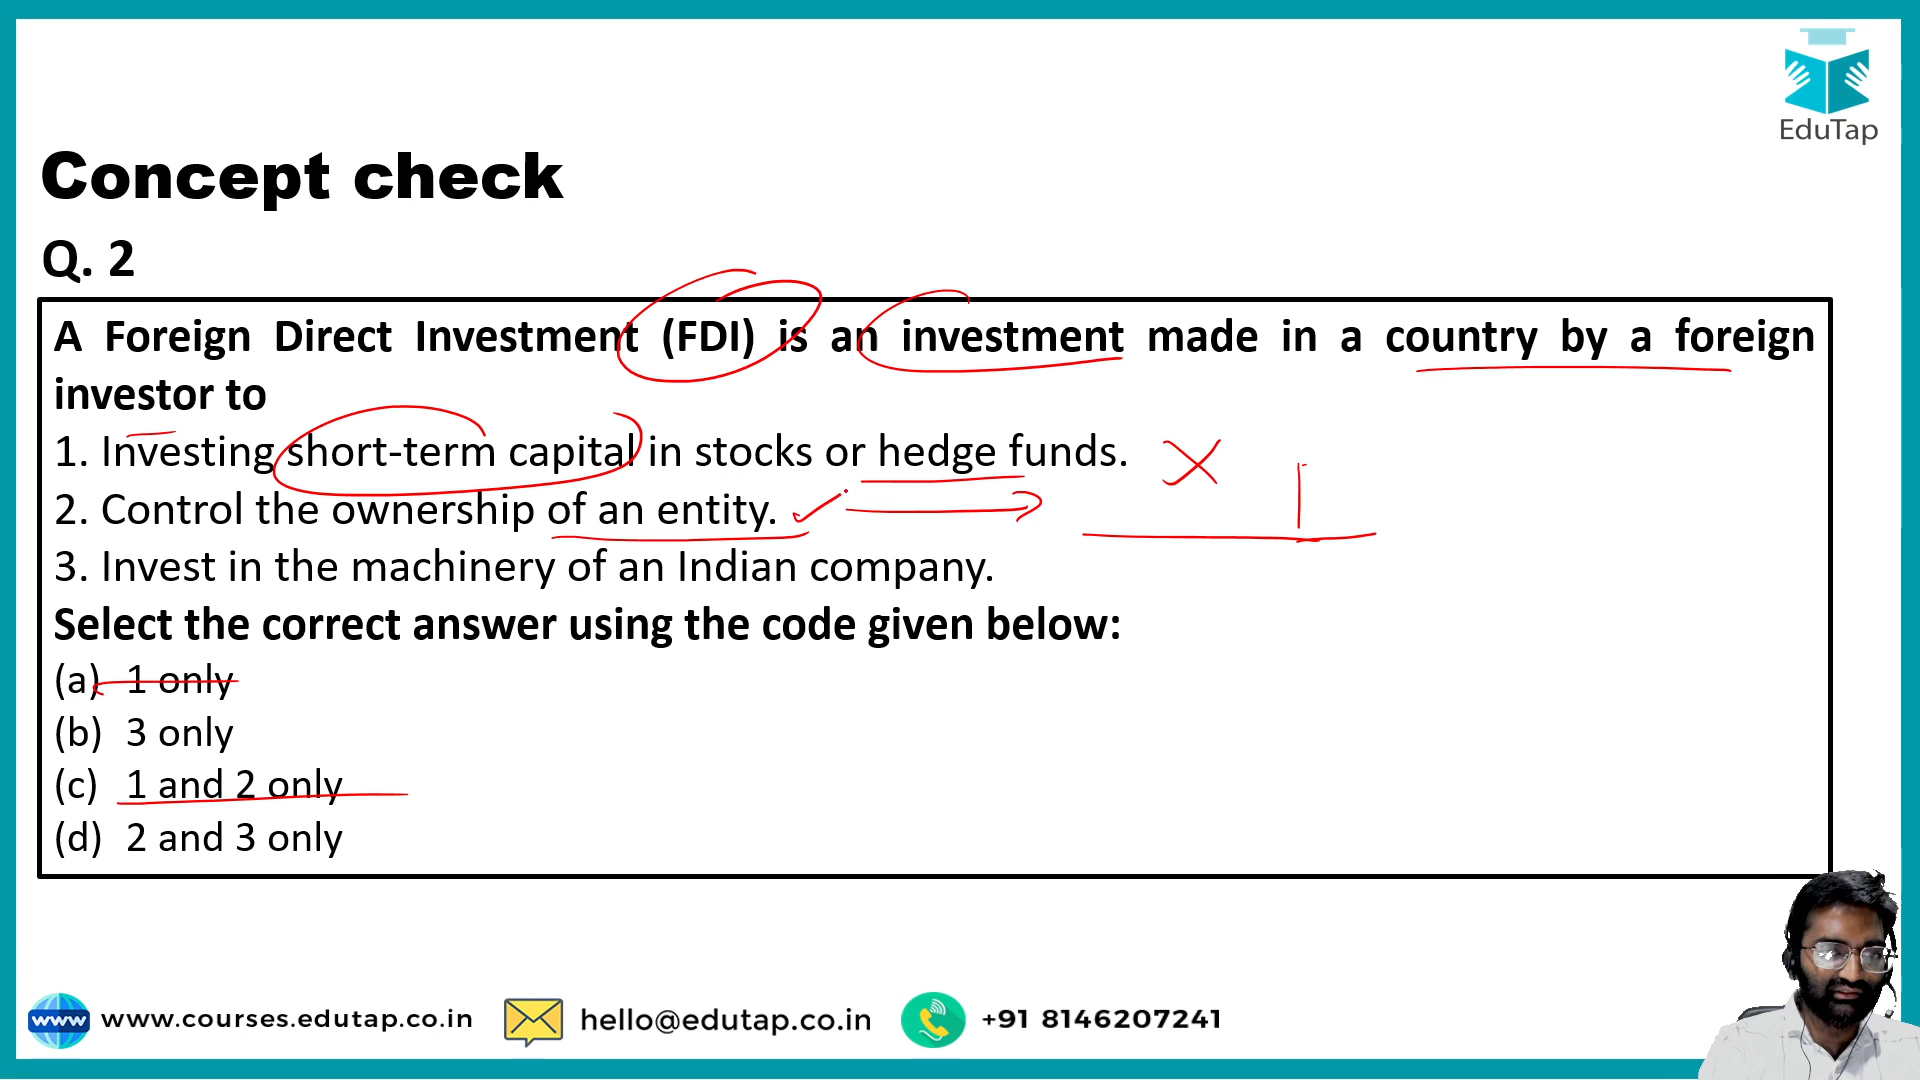 EduTap
Concept check
Q. 2
A Foreign Direct Investment (FDI) is an investment made in a country by a foreign
investor to
1. Investing short-term capital in stocks or hedge funds.
2. Control the ownership of an entity.
3. Invest in the machinery of an Indian company.
Select the correct answer using the code given below:
(a) 1 only
(b) 3 only
(c) 1 and 2 only
(d) 2 and 3 only
www www.courses.edutap.co.in hello@edutap.co.in +91 8146207241